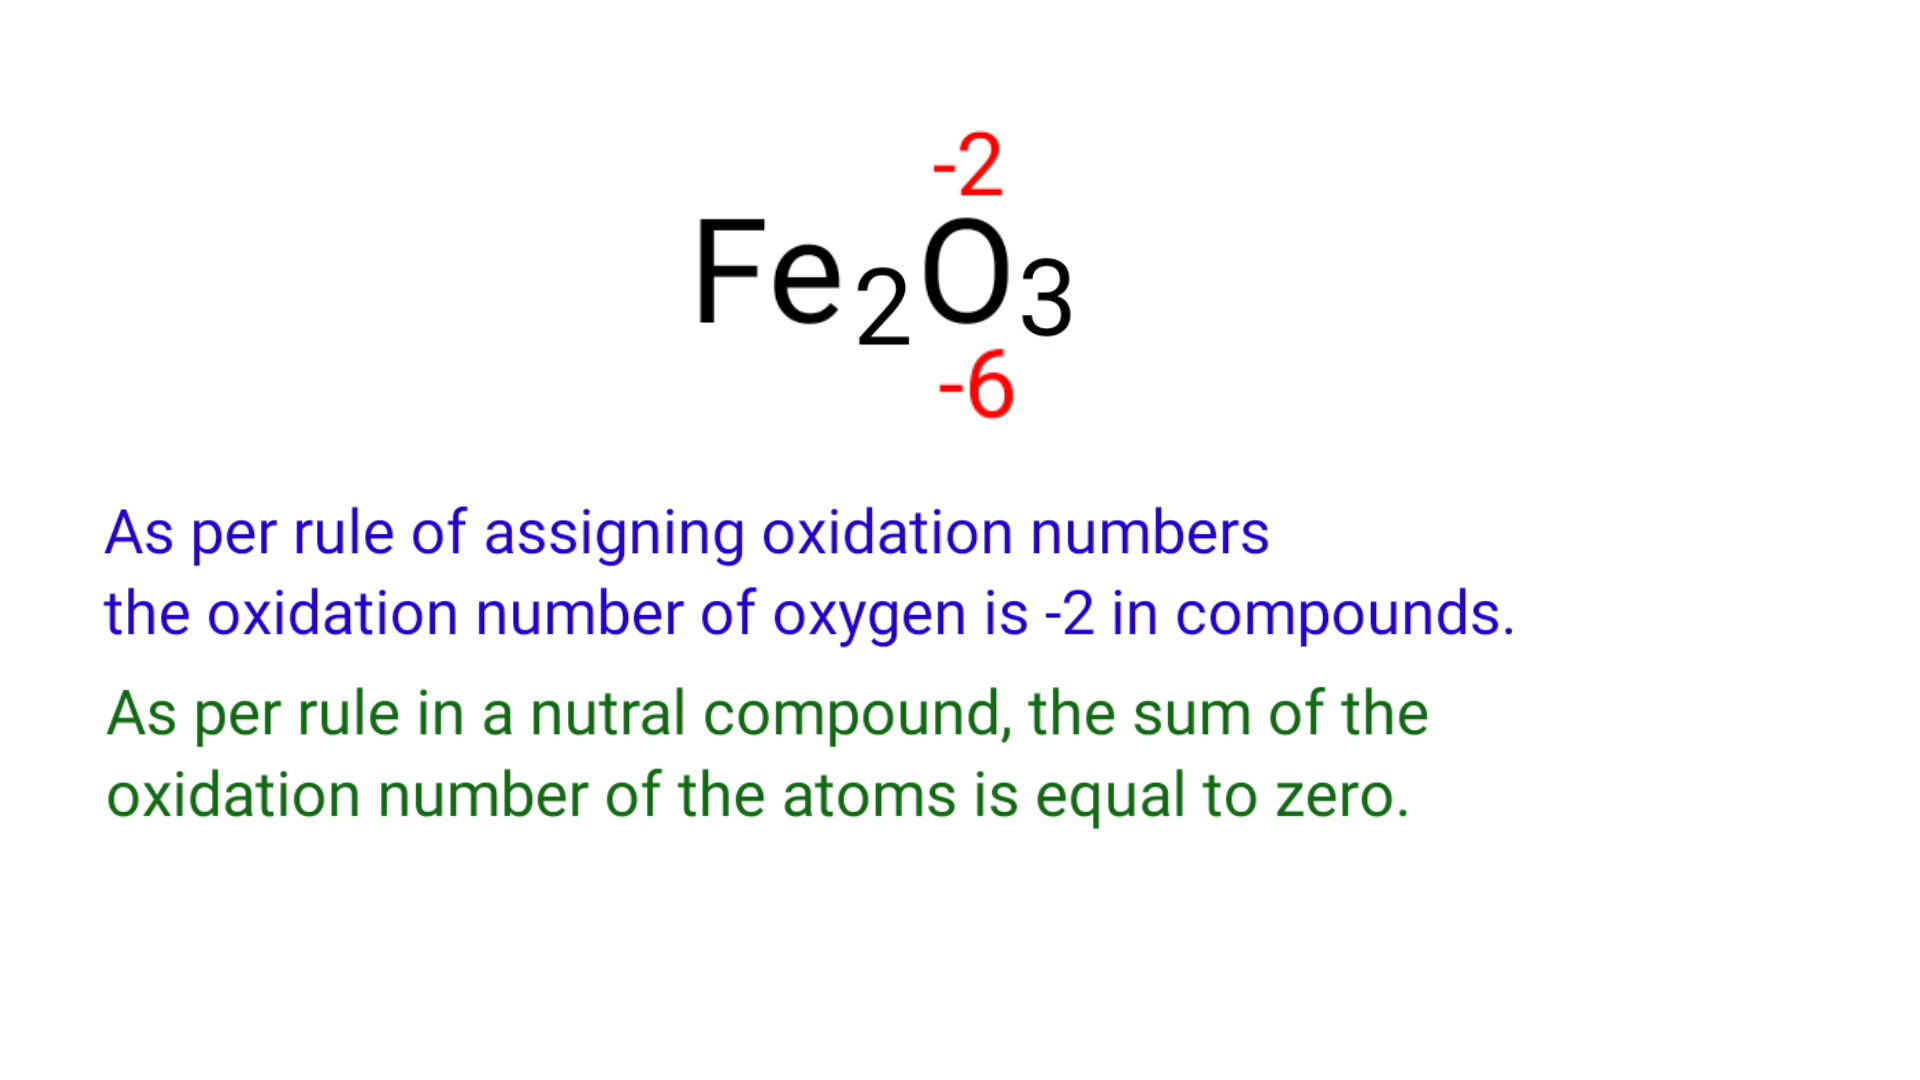 -2
Fe2O3
-6
As per rule of assigning oxidation numbers
the oxidation number of oxygen is -2 in compounds.
As per rule in a nutral compound, the sum of the
oxidation number of the atoms is equal to zero.